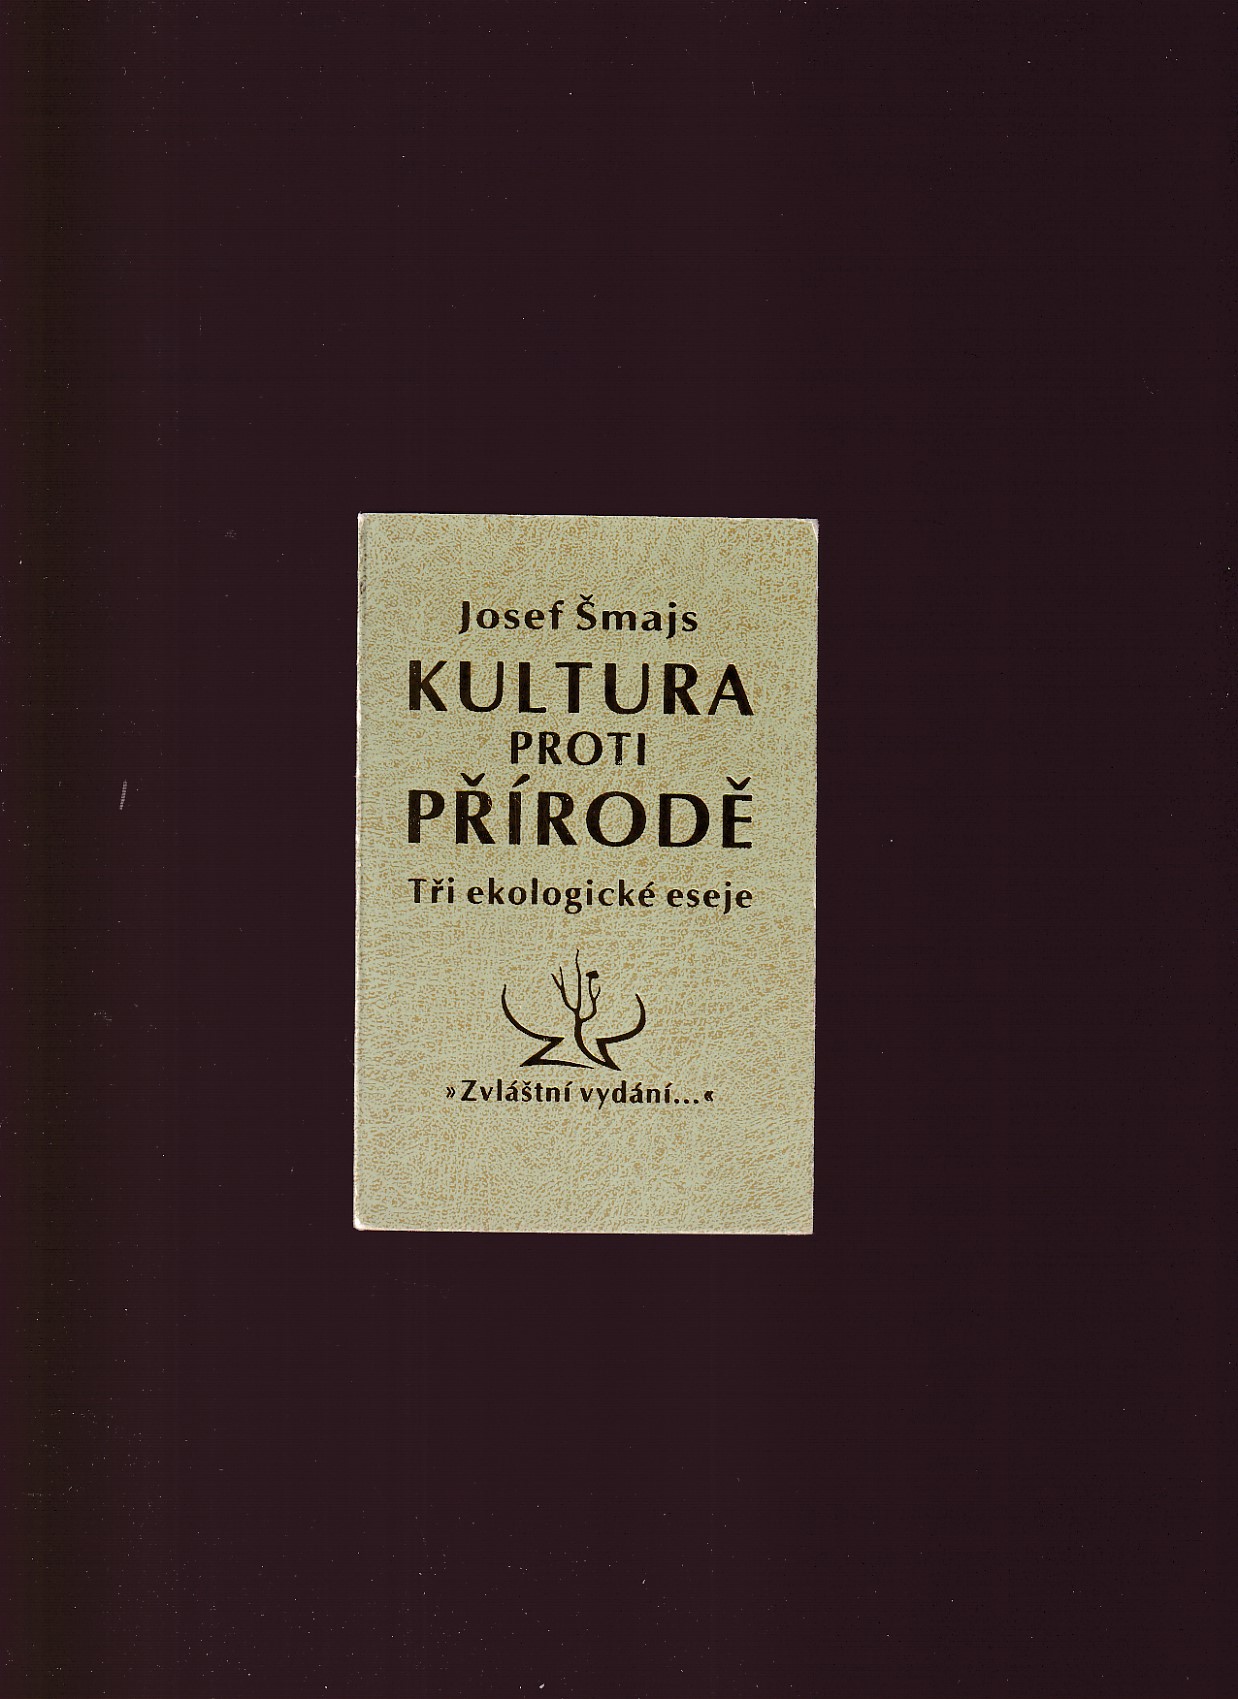 Josef Šmajs
KULTURA
PROTI
PŘÍRODĚ
Tři ekologické eseje
»Zvláštní vydání...«